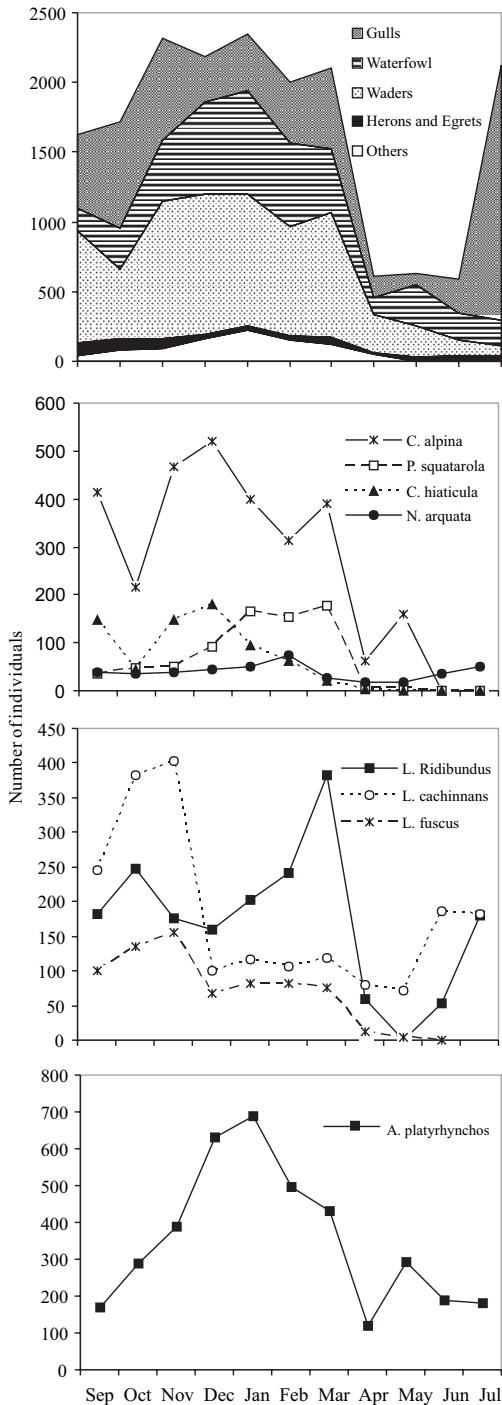 2500
2000
1500
1000
500
0
Gulls
Waterfowl
Waders
Herons and Egrets
Others
Number of individuals
600
500
400
300
200
100
0
C. alpina
P. squatarola
C. hiaticula
N. arquata
450
400
350
300
250
200
150
100
50
0
L. Ridibundus
L. cachinnans
L. fuscus
800
700
600
500
400
300
200
100
0
A. platyrhynchos
Sep Oct Nov Dec Jan Feb Mar Apr May Jun Jul